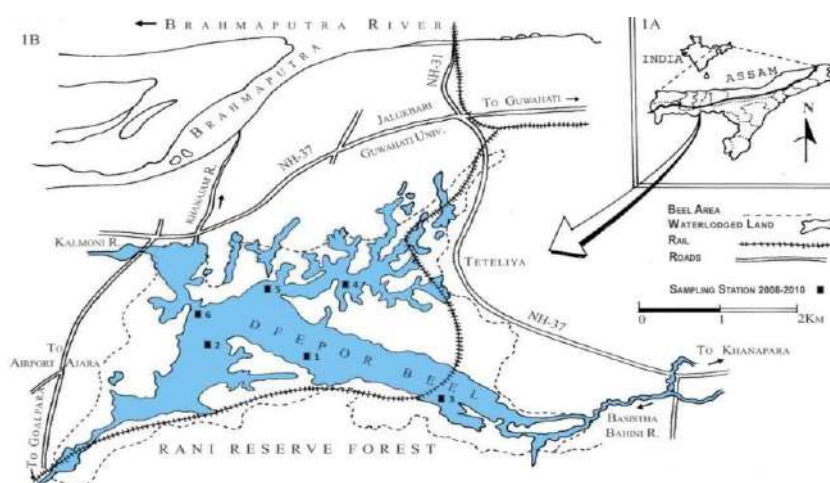 1B
BRAHMAPUTRA RIVER
1A
INDIA
ASSAM
N
BRAHMAPUTRA
NH-31
JALUKBARI
TO GUWAHATI
GUWAHATI UNIV.
NH-37
KHANAJAN R.
KALMONI R.
TETELIYA
NH-37
BEEL AREA
WATERLODGED LAND
RAIL
ROADS
SAMPLING STATION 2008-2010
0 1 2KM
5
4
6
2
1
3
DEEPOR BEEL
TO
AIRPORT AJARA
TO GOALPARA
TO KHANAPARA
BASISTHA
BAHINI R.
RANI RESERVE FOREST